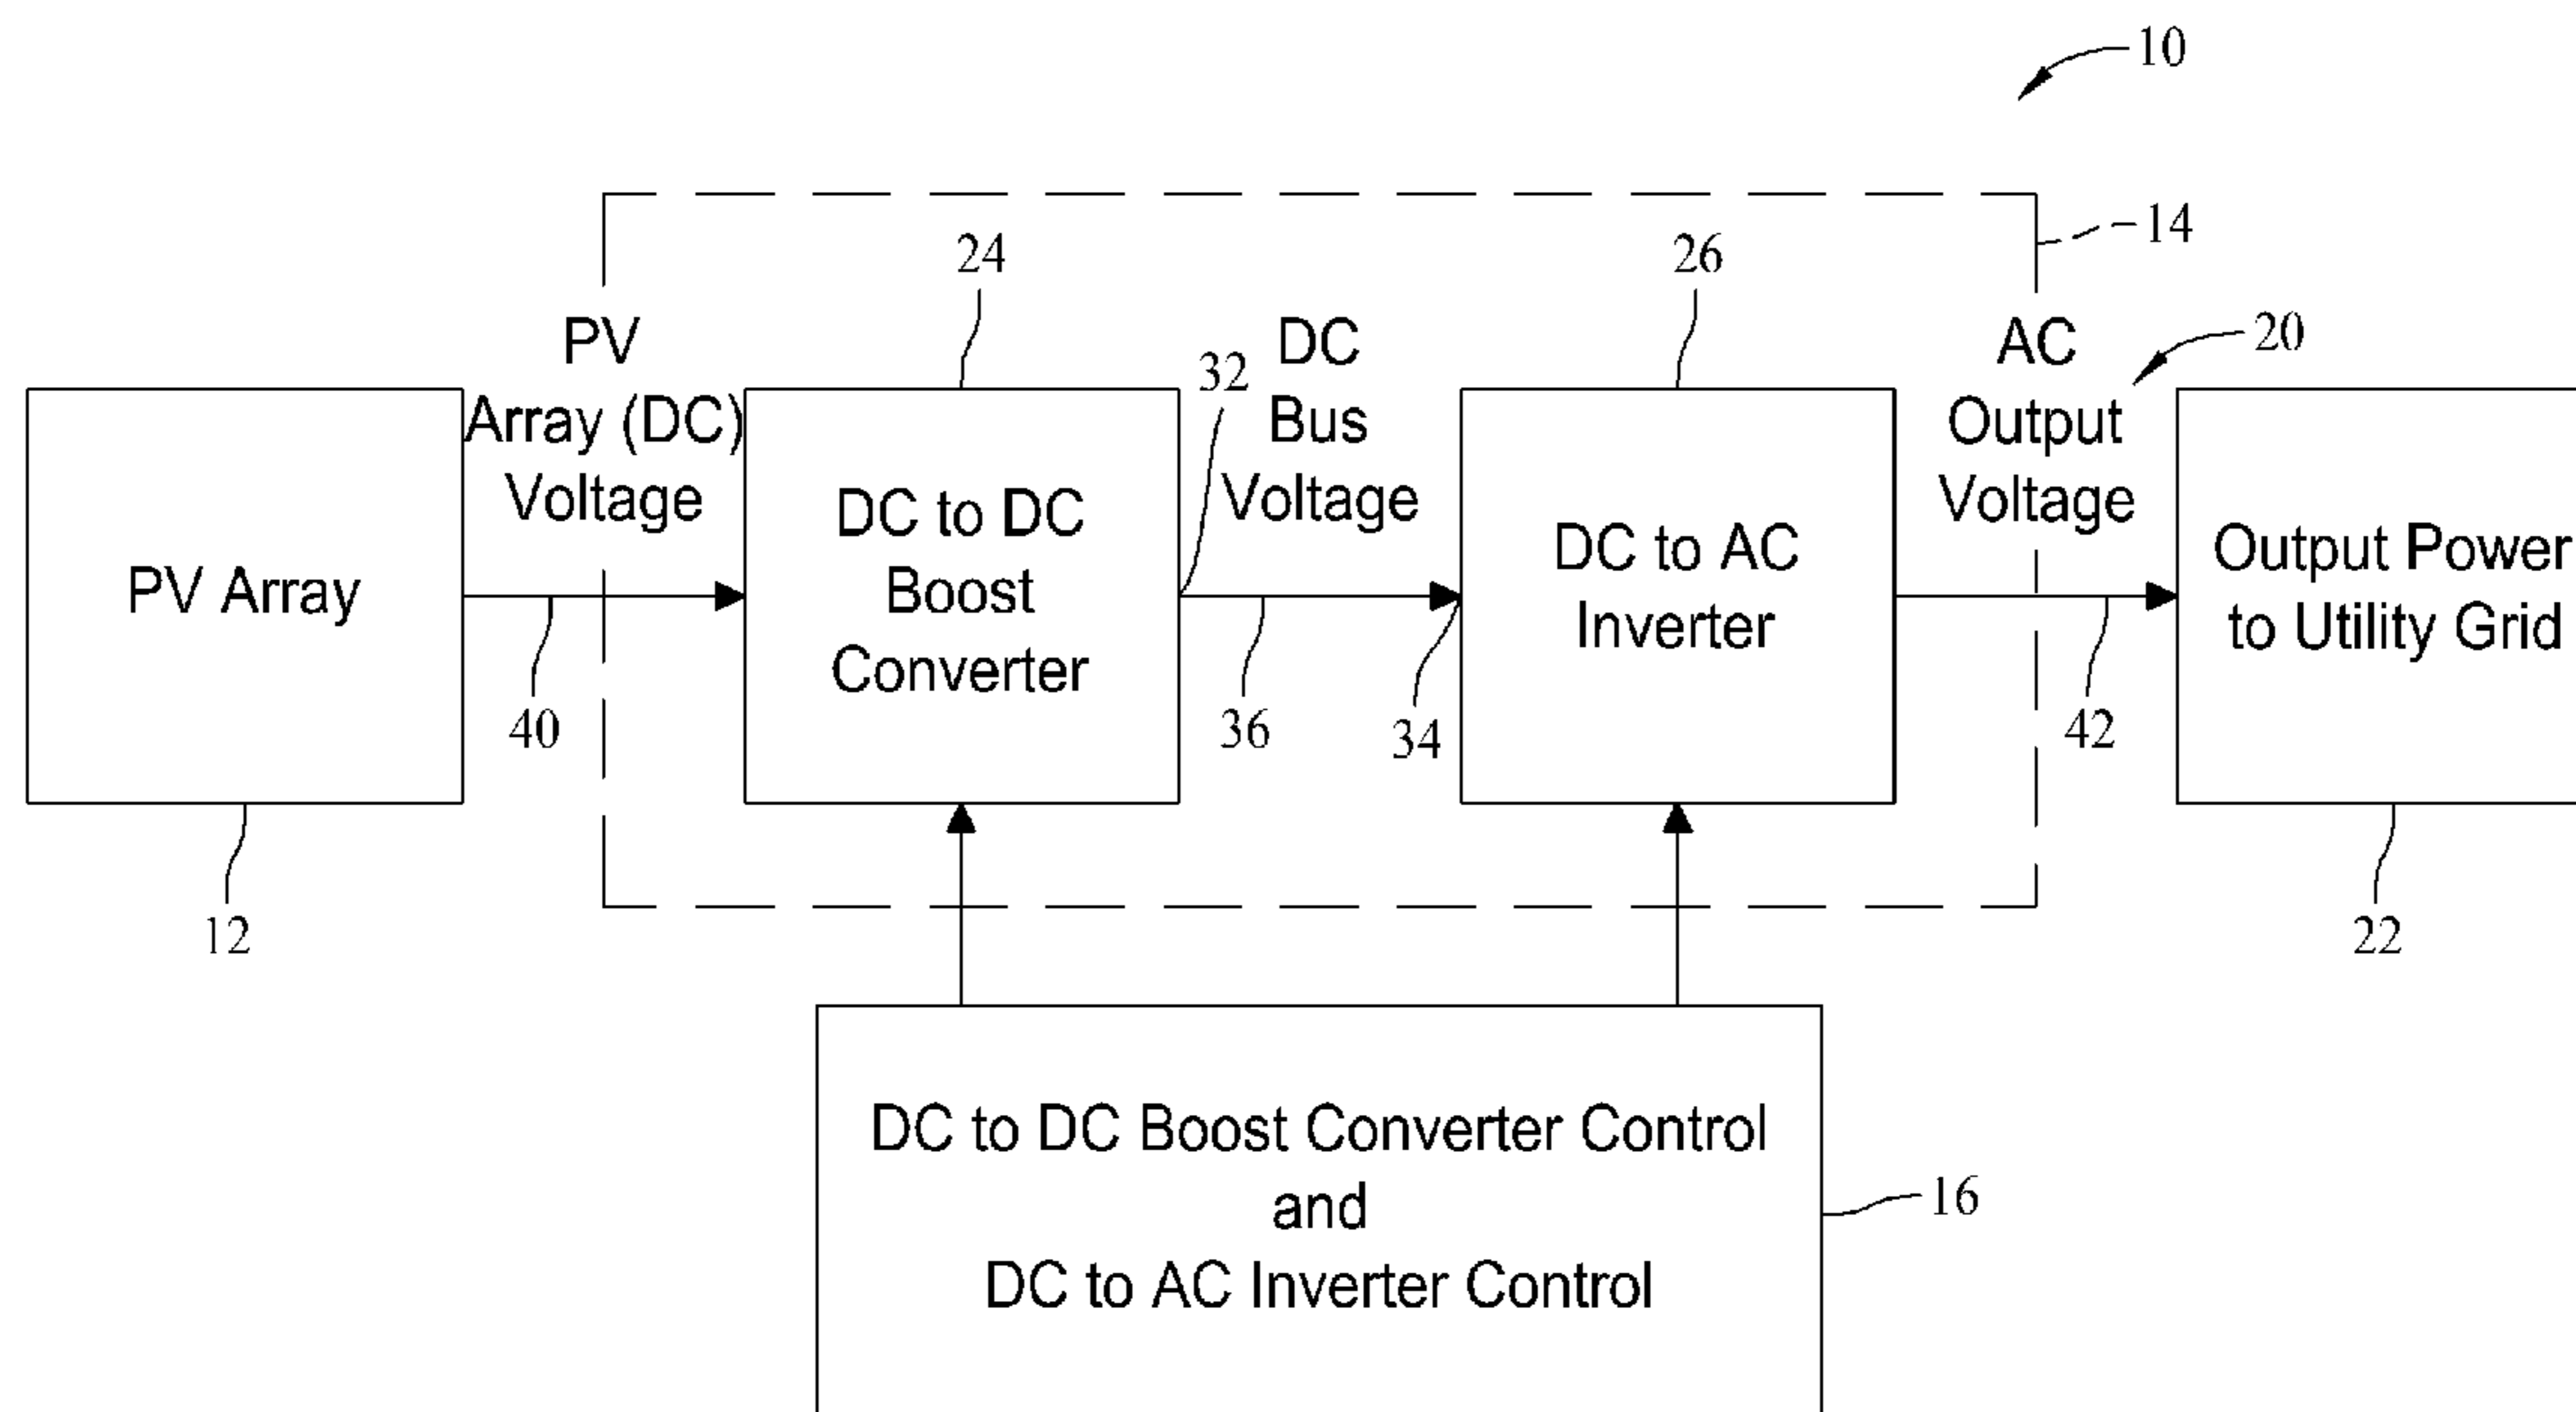 10
14
24
26
PV
Array (DC)
Voltage
32
DC
Bus
Voltage
AC
Output
Voltage
20
PV Array
DC to DC
Boost
Converter
DC to AC
Inverter
Output Power
to Utility Grid
40
36
34
42
12
22
DC to DC Boost Converter Control
and
DC to AC Inverter Control
16